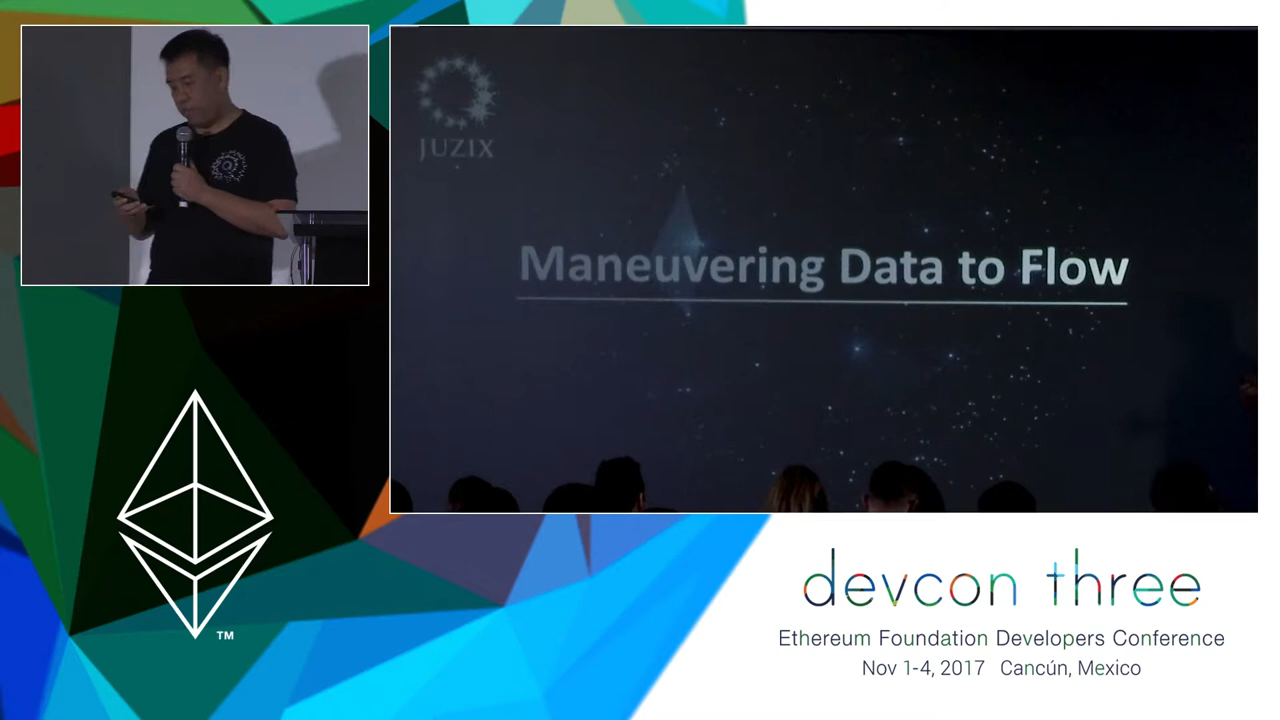 JUZIX
Maneuvering Data to Flow
TM
devcon three
Ethereum Foundation Developers Conference
Nov 1-4, 2017 Cancún, Mexico